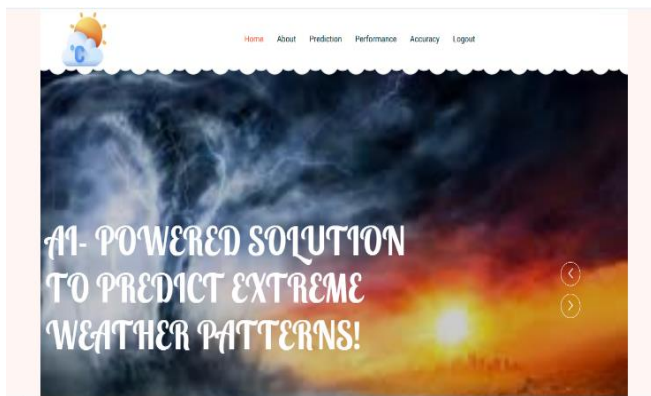 °C
Home About Prediction Performance Accuracy Logout
AI- POWERED SOLUTION
TO PREDICT EXTREME
WEATHER PATTERNS!